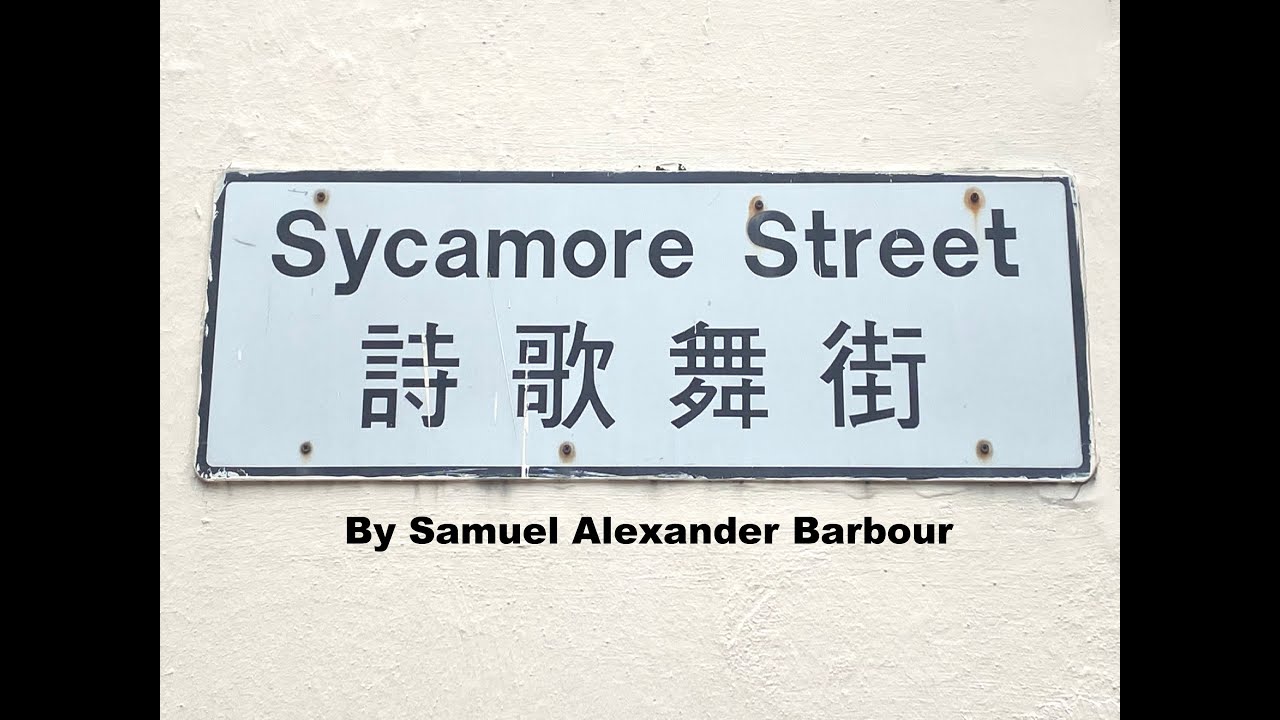 Sycamore Street
詩歌舞街
By Samuel Alexander Barbour